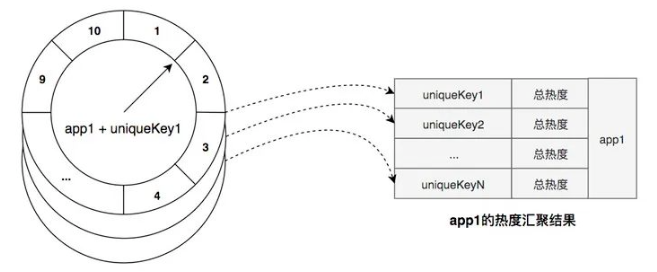 10
1
9
2
app1 + uniqueKey1
3
...
4
uniqueKey1 总热度
uniqueKey2 总热度
app1
... 总热度
uniqueKeyN 总热度
app1的热度汇聚结果